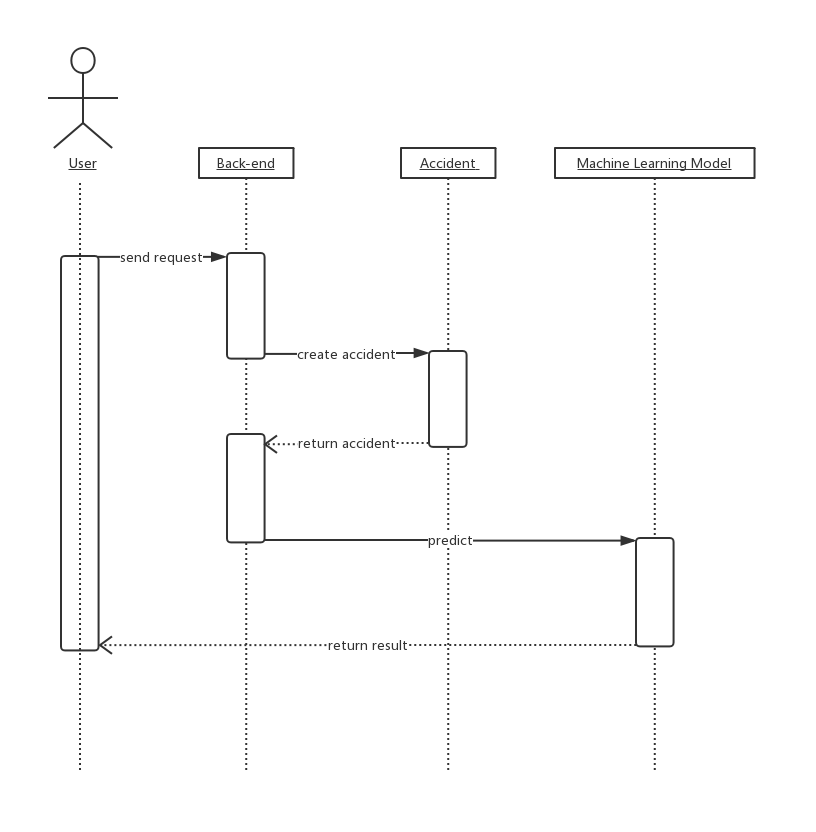 User
Back-end
Accident
Machine Learning Model
send request
create accident
return accident
predict
return result